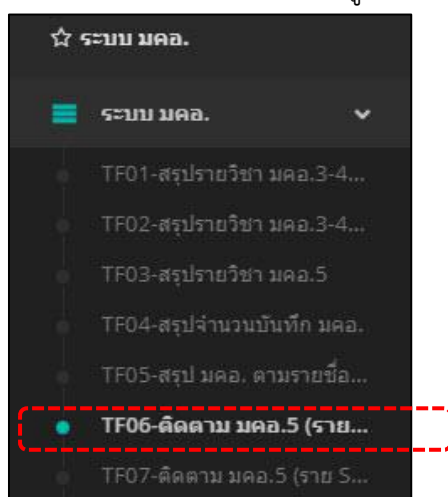 ระบบ มคอ.
ระบบ มคอ.
TF01-สรุปรายวิชา มคอ.3-4...
TF02-สรุปรายวิชา มคอ.3-4...
TF03-สรุปรายวิชา มคอ.5
TF04-สรุปจำนวนบันทึก มคอ.
TF05-สรุป มคอ. ตามรายชื่อ...
TF06-ติดตาม มคอ.5 (ราย...
TF07-ติดตาม มคอ.5 (ราย S...